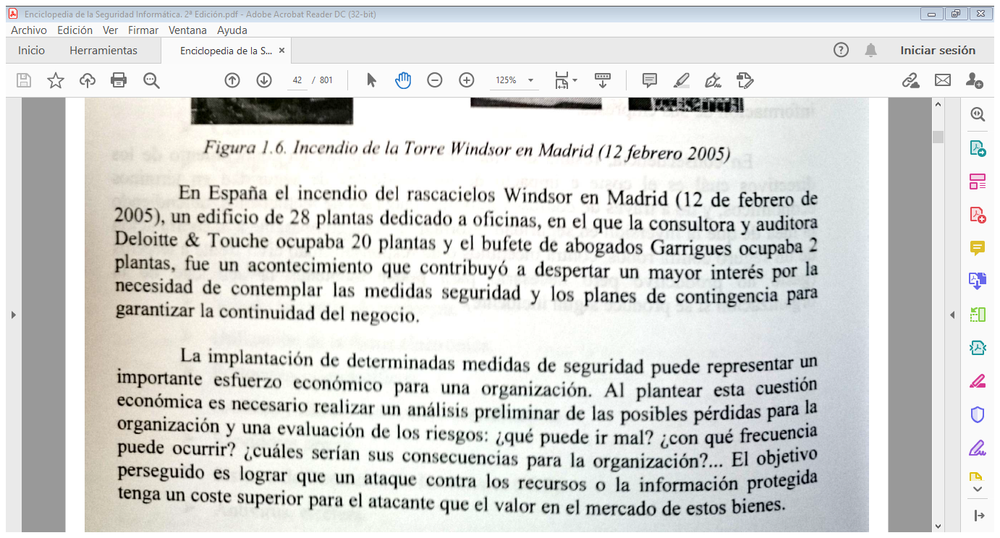 Enciclopedia de la Seguridad Informática. 2ª Edición.pdf - Adobe Acrobat Reader DC (32-bit)
Archivo Edición Ver Firmar Ventana Ayuda
Inicio Herramientas Enciclopedia de la S... × Iniciar sesión
42 / 801 125%
Figura 1.6. Incendio de la Torre Windsor en Madrid (12 febrero 2005)
En España el incendio del rascacielos Windsor en Madrid (12 de febrero de
2005), un edificio de 28 plantas dedicado a oficinas, en el que la consultora y auditora
Deloitte & Touche ocupaba 20 plantas y el bufete de abogados Garrigues ocupaba 2
plantas, fue un acontecimiento que contribuyó a despertar un mayor interés por la
necesidad de contemplar las medidas seguridad y los planes de contingencia para
garantizar la continuidad del negocio.
La implantación de determinadas medidas de seguridad puede representar un
importante esfuerzo económico para una organización. Al plantear esta cuestión
económica es necesario realizar un análisis preliminar de las posibles pérdidas para la
organización y una evaluación de los riesgos: ¿qué puede ir mal? ¿con qué frecuencia
puede ocurrir? ¿cuáles serían sus consecuencias para la organización?... El objetivo
perseguido es lograr que un ataque contra los recursos o la información protegida
tenga un coste superior para el atacante que el valor en el mercado de estos bienes.